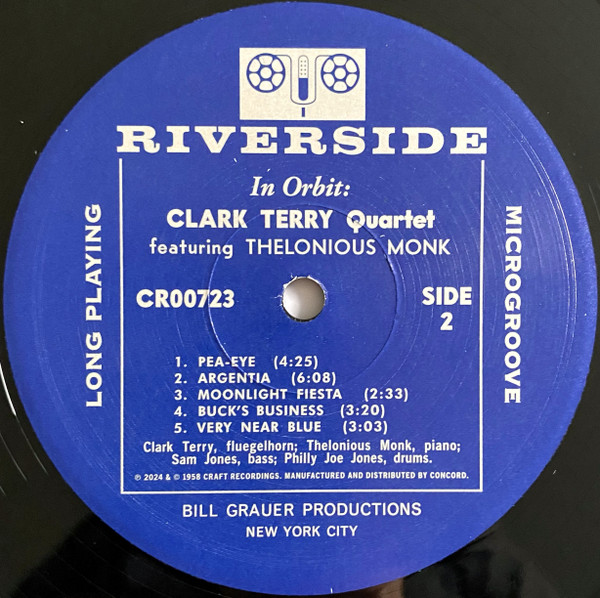 RIVERSIDE
In Orbit:
CLARK TERRY Quartet
featuring THELONIOUS MONK
LONG PLAYING
MICROGROOVE
CR00723
SIDE
2
1. PEA-EYE (4:25)
2. ARGENTIA (6:08)
3. MOONLIGHT FIESTA (2:33)
4. BUCK'S BUSINESS (3:20)
5. VERY NEAR BLUE (3:03)
Clark Terry, fluegelhorn; Thelonious Monk, piano;
Sam Jones, bass; Philly Joe Jones, drums.
℗ 2024 & © 1958 CRAFT RECORDINGS. MANUFACTURED AND DISTRIBUTED BY CONCORD.
BILL GRAUER PRODUCTIONS
NEW YORK CITY